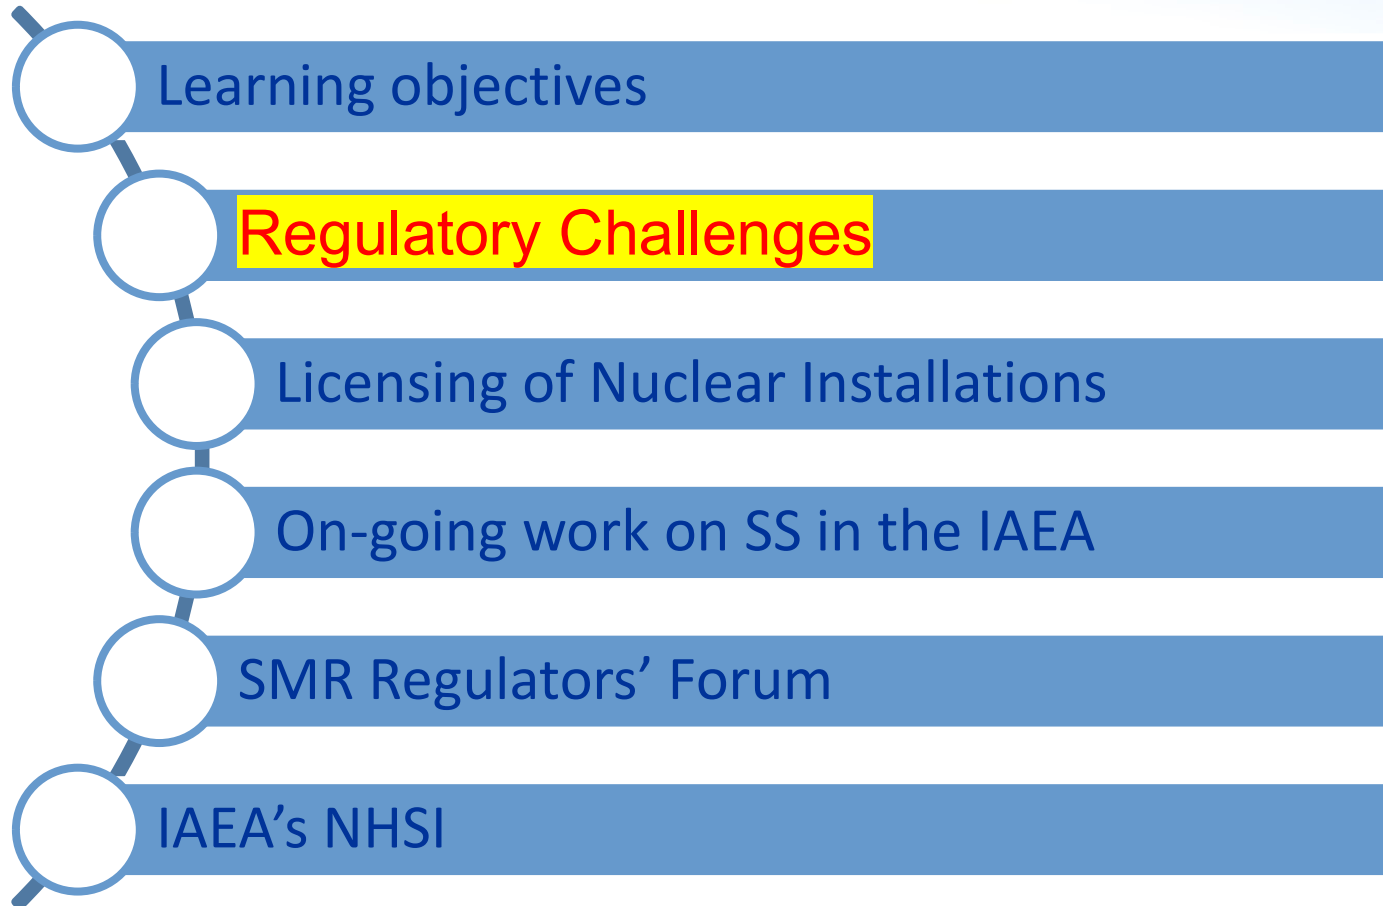 Learning objectives
Regulatory Challenges
Licensing of Nuclear Installations
On-going work on SS in the IAEA
SMR Regulators’ Forum
IAEA’s NHSI